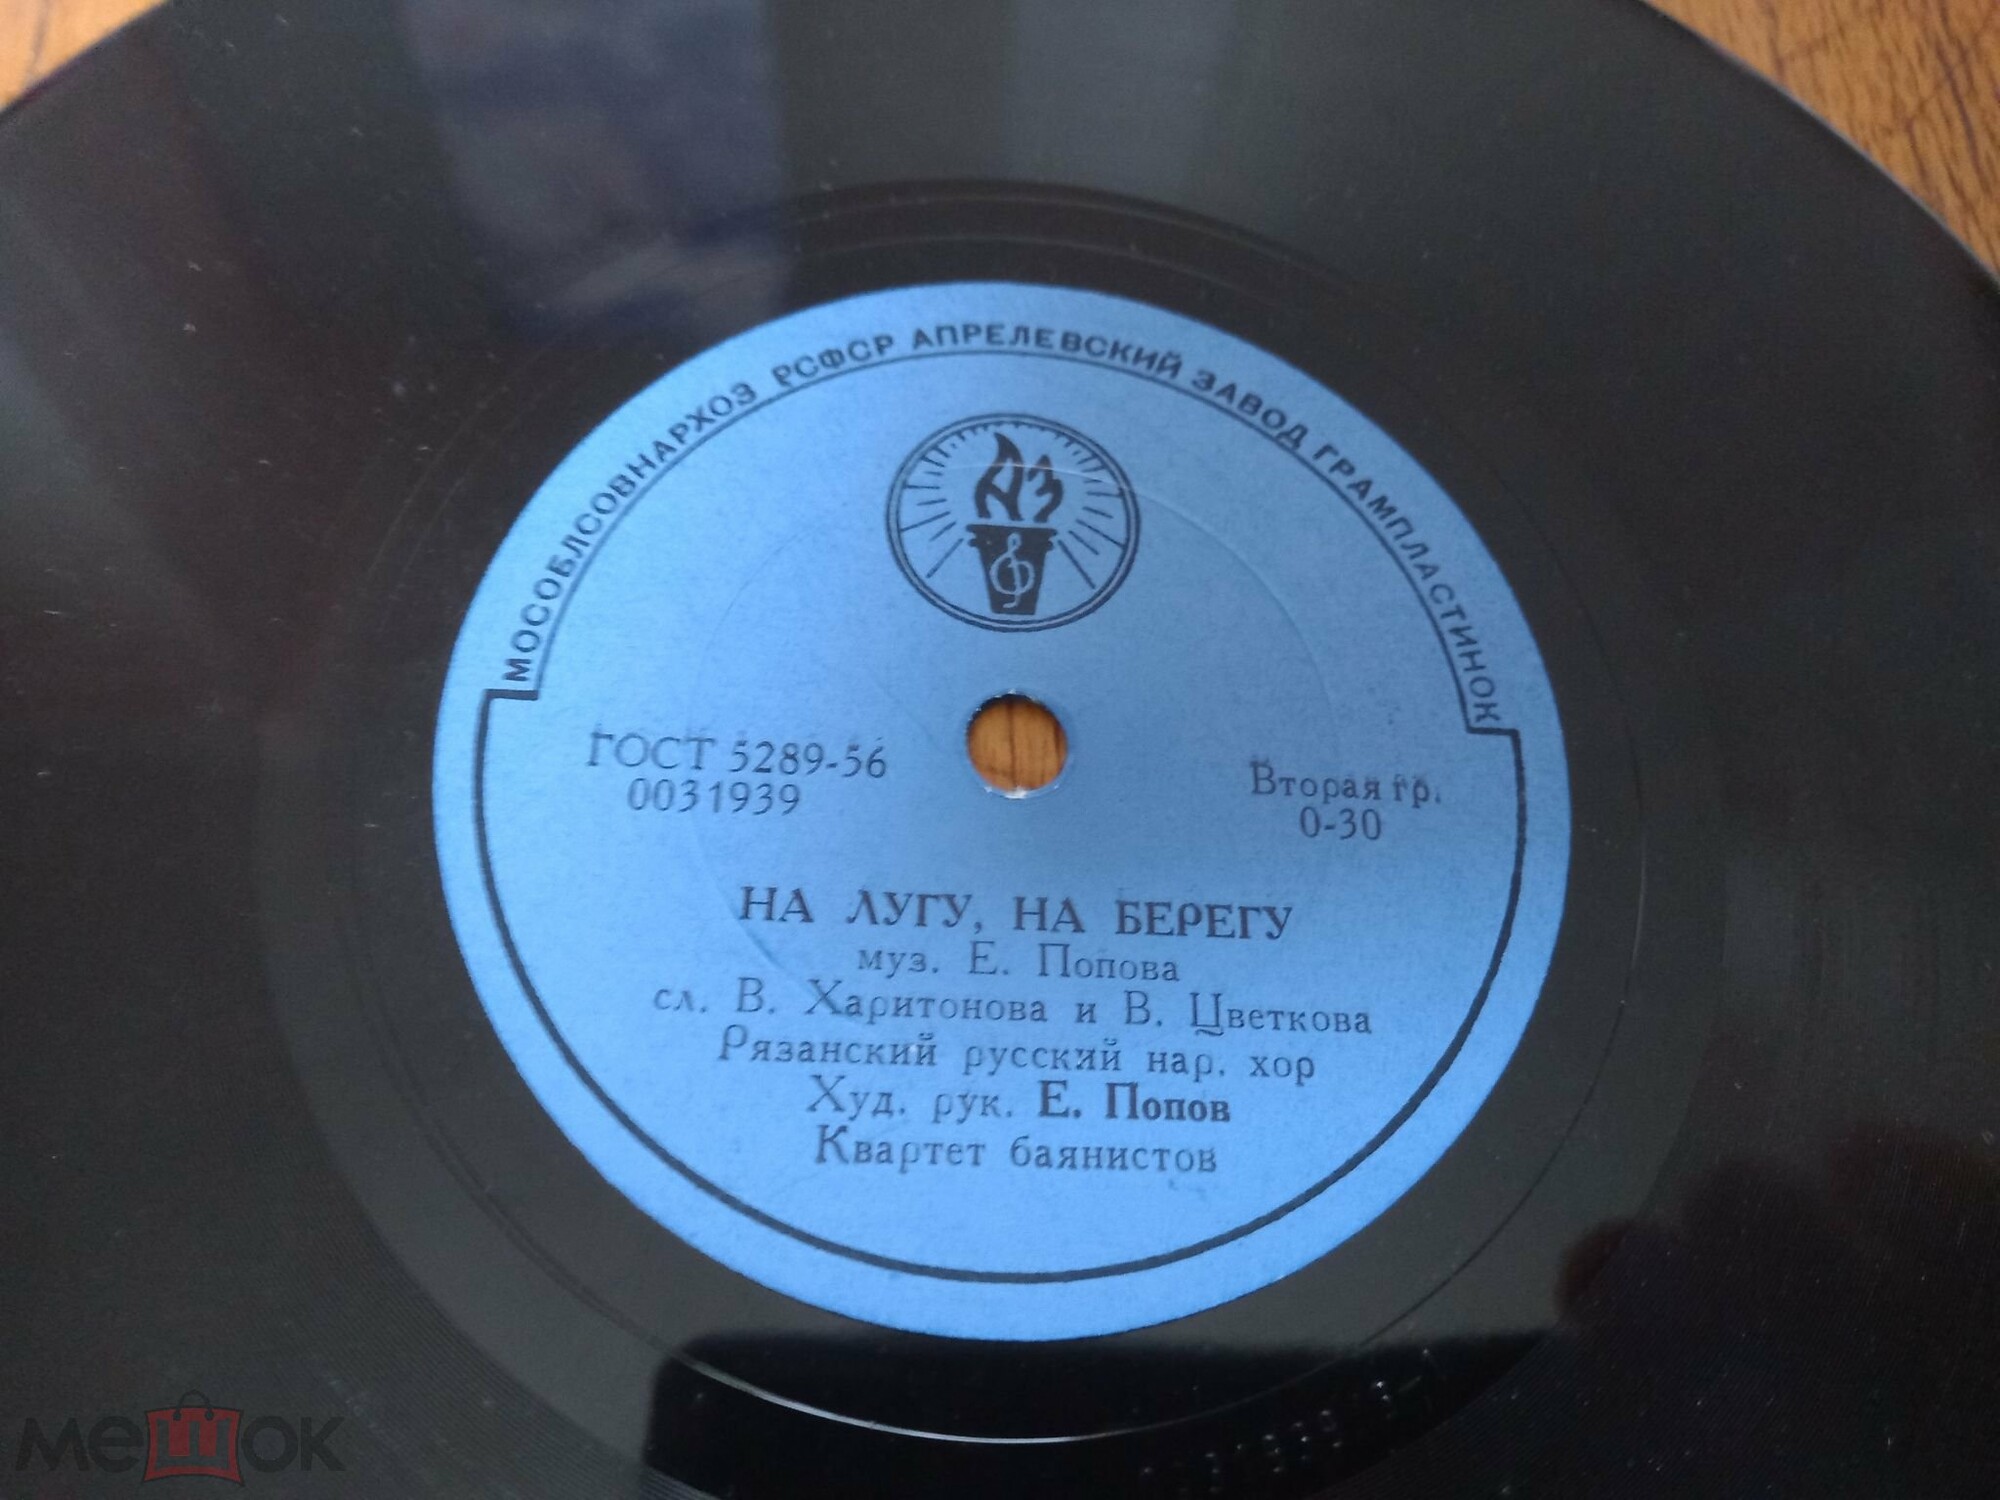 МОСОБЛСОВНАРХОЗ РСФСР АПРЕЛЕВСКИЙ ЗАВОД ГРАМПЛАСТИНОК
АЗ
ГОСТ 5289-56
0031939
Вторая гр.
0-30
НА ЛУГУ, НА БЕРЕГУ
муз. Е. Попова
сл. В. Харитонова и В. Цветкова
Рязанский русский нар. хор
Худ. рук. Е. Попов
Квартет баянистов
мешок